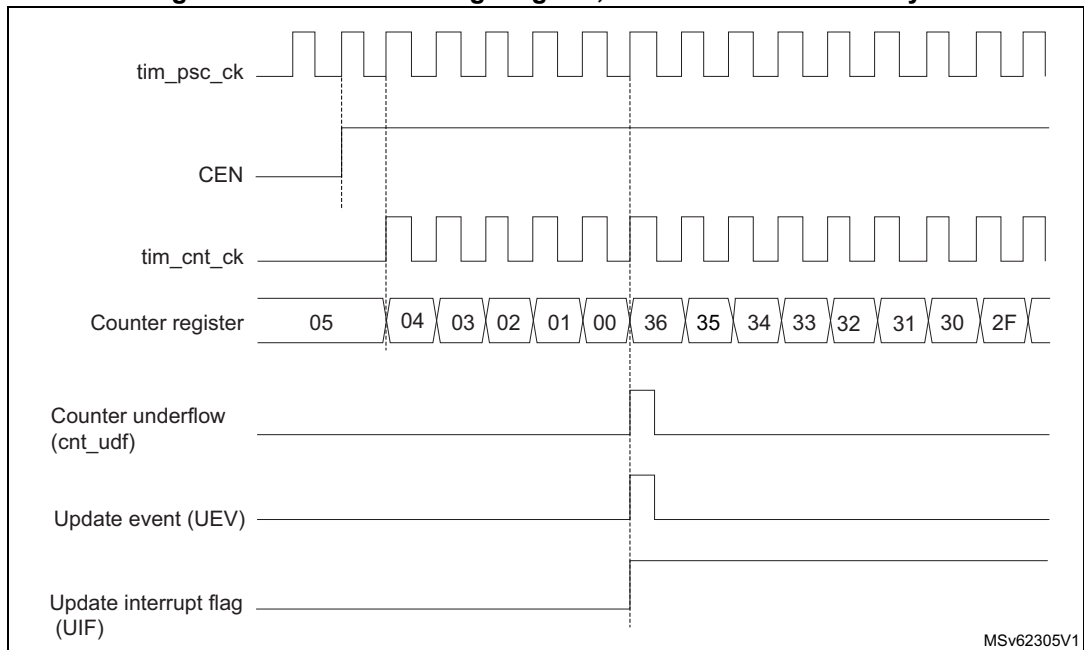 tim_psc_ck
CEN
tim_cnt_ck
Counter register 05 04 03 02 01 00 36 35 34 33 32 31 30 2F
Counter underflow
(cnt_udf)
Update event (UEV)
Update interrupt flag
(UIF)
MSv62305V1